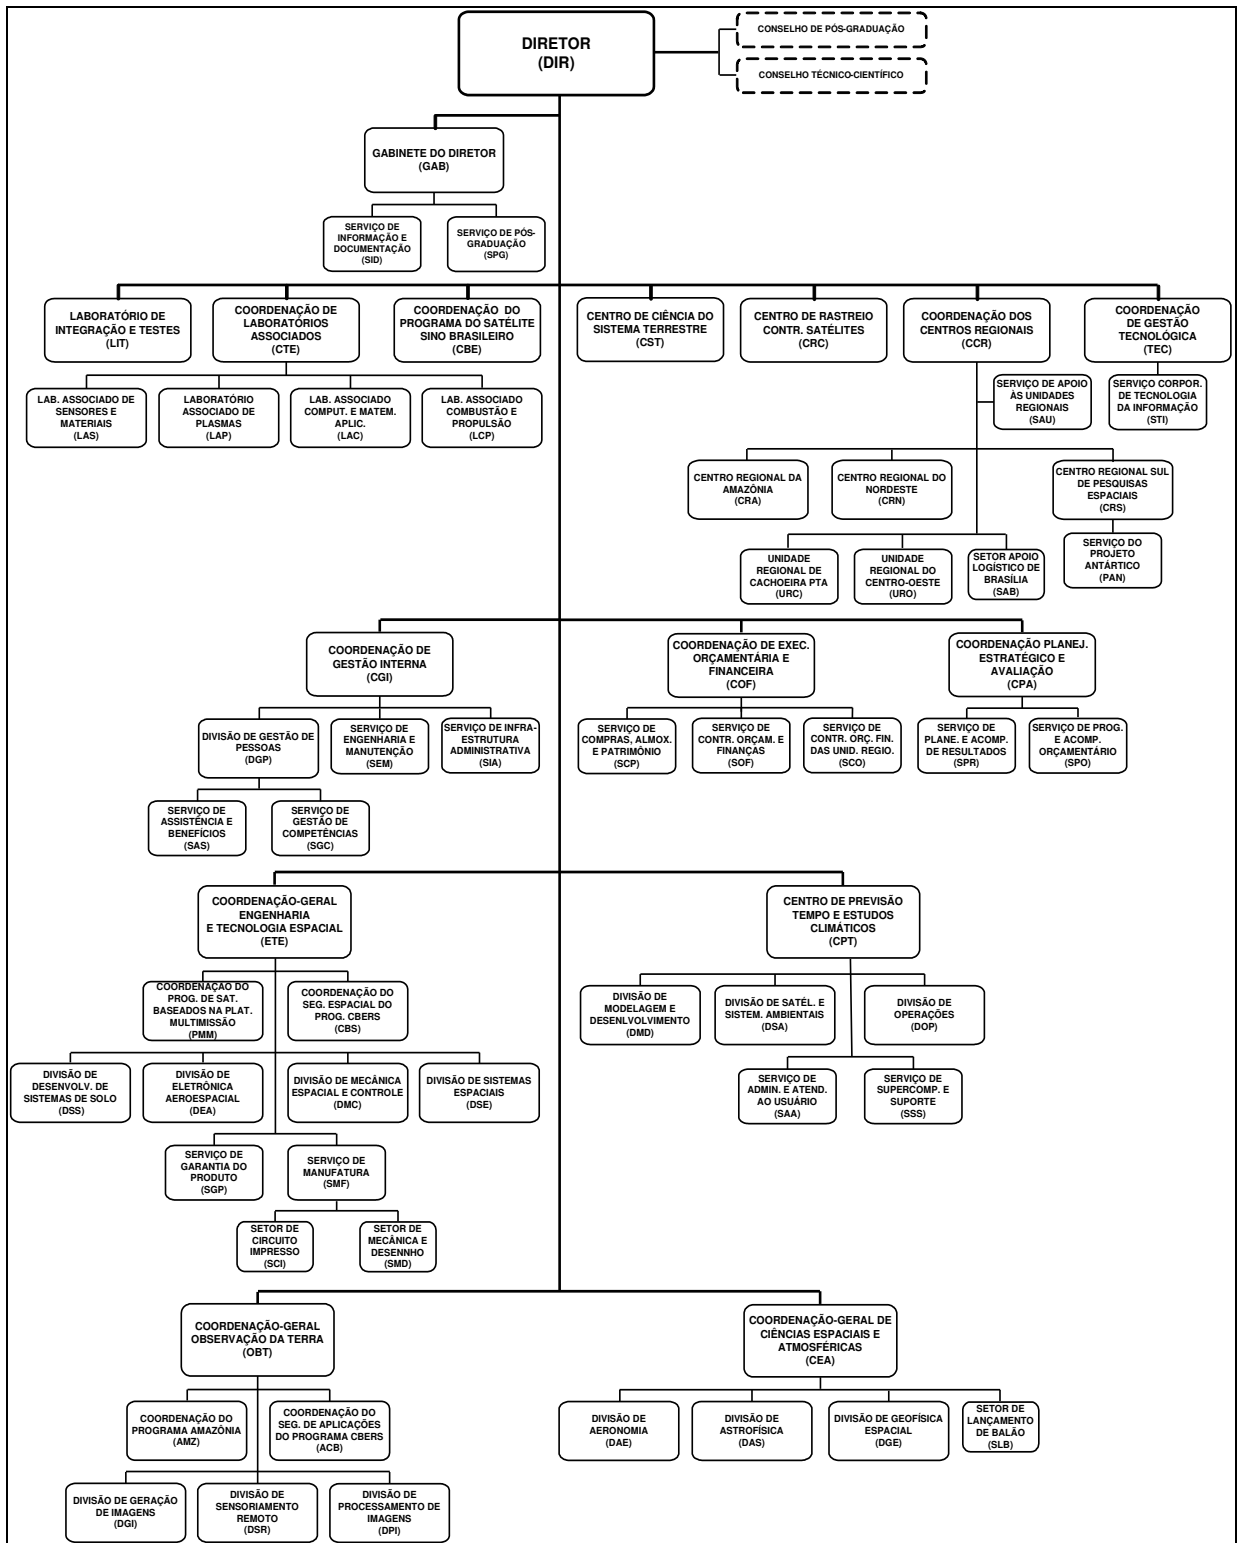 DIRETOR
(DIR)
CONSELHO DE PÓS-GRADUAÇÃO
CONSELHO TÉCNICO-CIENTÍFICO
GABINETE DO DIRETOR
(GAB)
SERVIÇO DE
INFORMAÇÃO E
DOCUMENTAÇÃO
(SID)
SERVIÇO DE PÓS-
GRADUAÇÃO
(SPG)
LABORATÓRIO DE
INTEGRAÇÃO E TESTES
(LIT)
COORDENAÇÃO DE
LABORATÓRIOS
ASSOCIADOS
(CTE)
COORDENAÇÃO DO
PROGRAMA DO SATÉLITE
SINO BRASILEIRO
(CBE)
CENTRO DE CIÊNCIA DO
SISTEMA TERRESTRE
(CST)
CENTRO DE RASTREIO
CONTR. SATÉLITES
(CRC)
COORDENAÇÃO DOS
CENTROS REGIONAIS
(CCR)
COORDENAÇÃO
DE GESTÃO
TECNOLÓGICA
(TEC)
LAB. ASSOCIADO DE
SENSORES E
MATERIAIS
(LAS)
LABORATÓRIO
ASSOCIADO DE
PLASMAS
(LAP)
LAB. ASSOCIADO
COMPUT. E MATEM.
APLIC.
(LAC)
LAB. ASSOCIADO
COMBUSTÃO E
PROPULSÃO
(LCP)
SERVIÇO DE APOIO
ÀS UNIDADES
REGIONAIS
(SAU)
SERVIÇO CORPOR.
DE TECNOLOGIA
DA INFORMAÇÃO
(STI)
CENTRO REGIONAL DA
AMAZÔNIA
(CRA)
CENTRO REGIONAL DO
NORDESTE
(CRN)
CENTRO REGIONAL SUL
DE PESQUISAS
ESPACIAIS
(CRS)
UNIDADE
REGIONAL DE
CACHOEIRA PTA
(URC)
UNIDADE
REGIONAL DO
CENTRO-OESTE
(URO)
SETOR APOIO
LOGÍSTICO DE
BRASÍLIA
(SAB)
SERVIÇO DO
PROJETO
ANTÁRTICO
(PAN)
COORDENAÇÃO DE
GESTÃO INTERNA
(CGI)
COORDENAÇÃO DE EXEC.
ORÇAMENTÁRIA E
FINANCEIRA
(COF)
COORDENAÇÃO PLANEJ.
ESTRATÉGICO E
AVALIAÇÃO
(CPA)
DIVISÃO DE GESTÃO DE
PESSOAS
(DGP)
SERVIÇO DE
ENGENHARIA E
MANUTENÇÃO
(SEM)
SERVIÇO DE INFRA-
ESTRUTURA
ADMINISTRATIVA
(SIA)
SERVIÇO DE
COMPRAS, ALMOX.
E PATRIMÔNIO
(SCP)
SERVIÇO DE
CONTR. ORÇAM. E
FINANÇAS
(SOF)
SERVIÇO DE
CONTR. ORÇ. FIN.
DAS UNID. REGIO.
(SCO)
SERVIÇO DE
PLANE. E ACOMP.
DE RESULTADOS
(SPR)
SERVIÇO DE PROG.
E ACOMP.
ORÇAMENTÁRIO
(SPO)
SERVIÇO DE
ASSISTÊNCIA E
BENEFÍCIOS
(SAS)
SERVIÇO DE
GESTÃO DE
COMPETÊNCIAS
(SGC)
COORDENAÇÃO-GERAL
ENGENHARIA
E TECNOLOGIA ESPACIAL
(ETE)
CENTRO DE PREVISÃO
TEMPO E ESTUDOS
CLIMÁTICOS
(CPT)
COORDENAÇÃO DO
PROG. DE SAT.
BASEADOS NA PLAT.
MULTIMISSÃO
(PMM)
COORDENAÇÃO DO
SEG. ESPACIAL DO
PROG. CBERS
(CBS)
DIVISÃO DE
MODELAGEM E
DESENLVOLVIMENTO
(DMD)
DIVISÃO DE SATÉL. E
SISTEM. AMBIENTAIS
(DSA)
DIVISÃO DE
OPERAÇÕES
(DOP)
DIVISÃO DE
DESENVOLV. DE
SISTEMAS DE SOLO
(DSS)
DIVISÃO DE
ELETRÔNICA
AEROESPACIAL
(DEA)
DIVISÃO DE MECÂNICA
ESPACIAL E CONTROLE
(DMC)
DIVISÃO DE SISTEMAS
ESPACIAIS
(DSE)
SERVIÇO DE
ADMIN. E ATEND.
AO USUÁRIO
(SAA)
SERVIÇO DE
SUPERCOMP. E
SUPORTE
(SSS)
SERVIÇO DE
GARANTIA DO
PRODUTO
(SGP)
SERVIÇO DE
MANUFATURA
(SMF)
SETOR DE
CIRCUITO
IMPRESSO
(SCI)
SETOR DE
MECÂNICA E
DESENNHO
(SMD)
COORDENAÇÃO-GERAL
OBSERVAÇÃO DA TERRA
(OBT)
COORDENAÇÃO-GERAL DE
CIÊNCIAS ESPACIAIS E
ATMOSFÉRICAS
(CEA)
COORDENAÇÃO DO
PROGRAMA AMAZÔNIA
(AMZ)
COORDENAÇÃO DO
SEG. DE APLICAÇÕES
DO PROGRAMA CBERS
(ACB)
DIVISÃO DE
AERONOMIA
(DAE)
DIVISÃO DE
ASTROFÍSICA
(DAS)
DIVISÃO DE GEOFÍSICA
ESPACIAL
(DGE)
SETOR DE
LANÇAMENTO
DE BALÃO
(SLB)
DIVISÃO DE GERAÇÃO
DE IMAGENS
(DGI)
DIVISÃO DE
SENSORIAMENTO
REMOTO
(DSR)
DIVISÃO DE
PROCESSAMENTO DE
IMAGENS
(DPI)